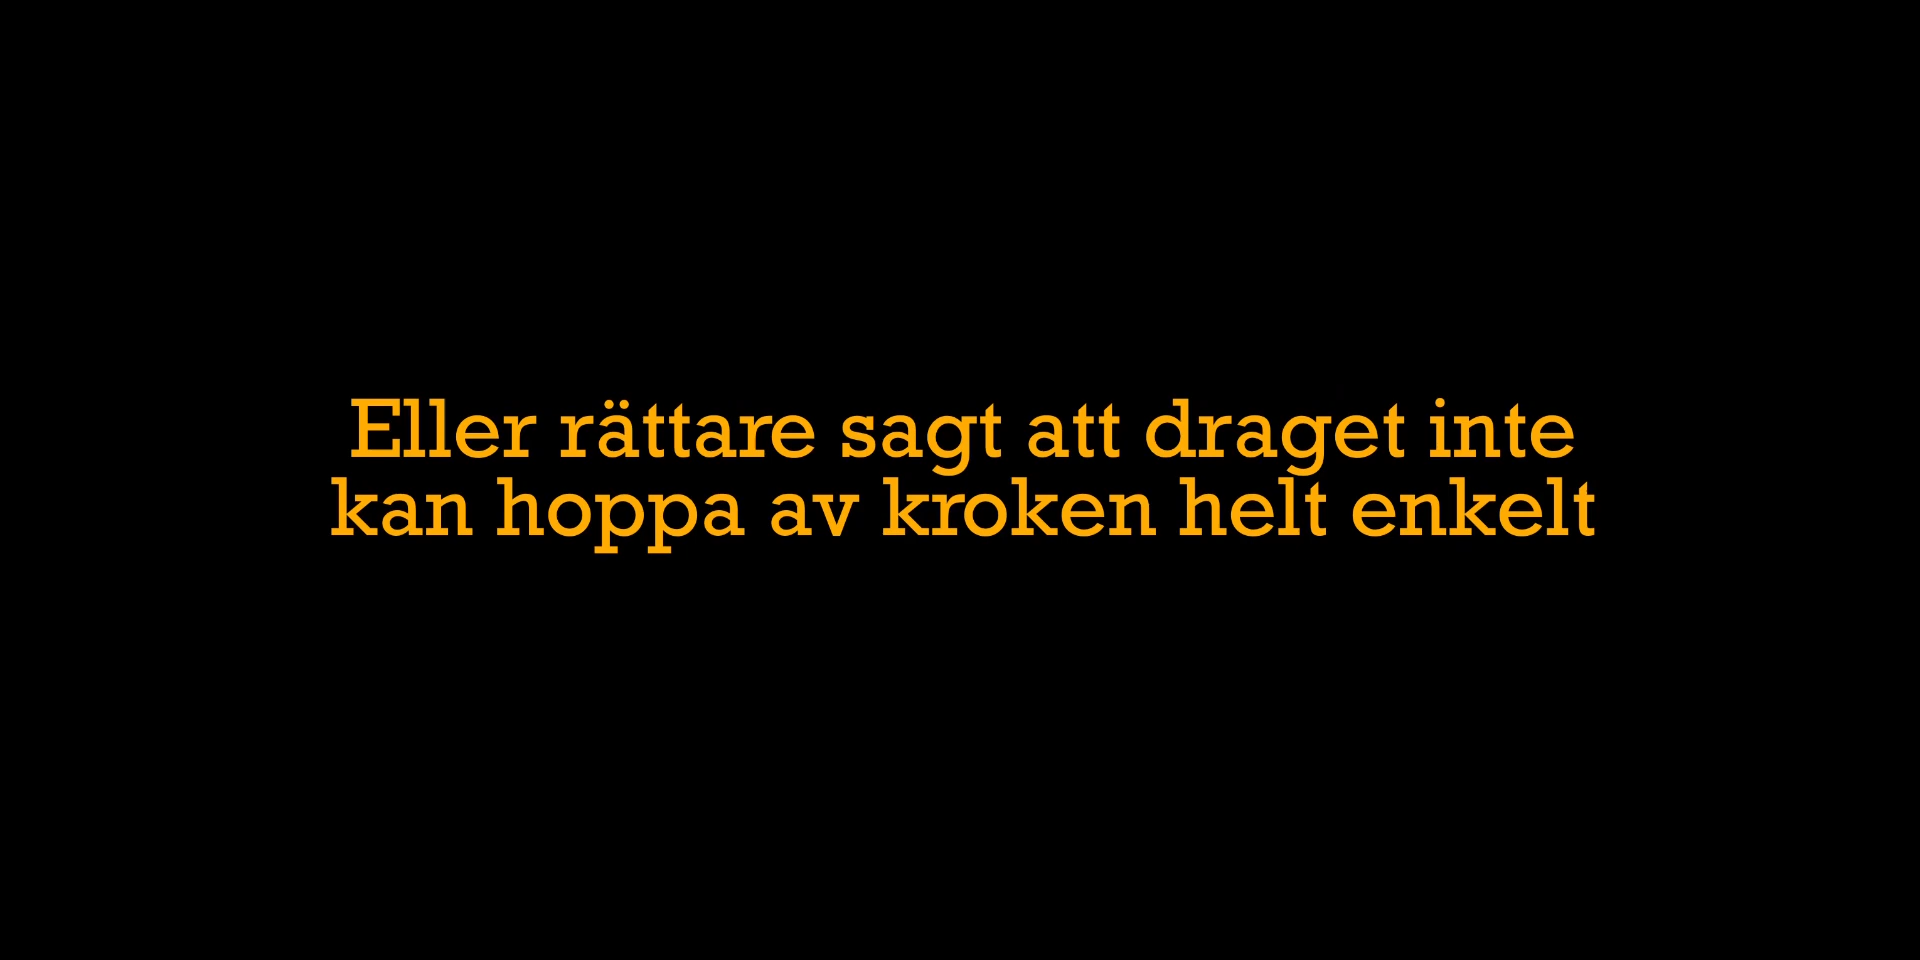 Eller rättare sagt att draget inte
kan hoppa av kroken helt enkelt